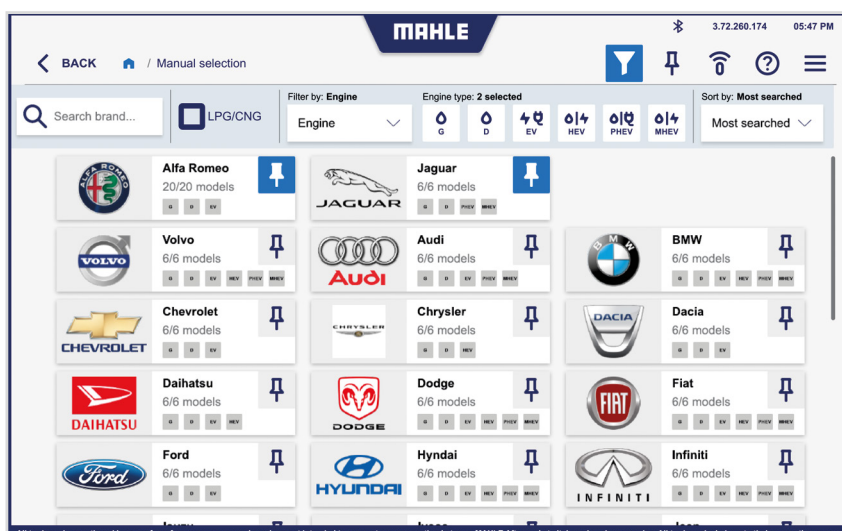 MAHLE
3.72.260.174
05:47 PM
BACK
/ Manual selection
Search brand...
LPG/CNG
Filter by: Engine
Engine
Engine type: 2 selected
G
D
EV
HEV
PHEV
MHEV
Sort by: Most searched
Most searched
ALFA ROMEO
Alfa Romeo
20/20 models
G D EV
JAGUAR
Jaguar
6/6 models
G D PHEV MHEV
VOLVO
Volvo
6/6 models
G D EV HEV PHEV MHEV
Audi
Audi
6/6 models
G D EV PHEV MHEV
BMW
BMW
6/6 models
G D EV HEV PHEV MHEV
CHEVROLET
Chevrolet
6/6 models
G D EV
CHRYSLER
Chrysler
6/6 models
G D HEV
DACIA
Dacia
6/6 models
G D EV
DAIHATSU
Daihatsu
6/6 models
G D EV HEV
DODGE
Dodge
6/6 models
G D EV HEV PHEV MHEV
FIAT
Fiat
6/6 models
G D EV HEV PHEV MHEV
Ford
Ford
6/6 models
G D EV
HYUNDAI
Hyndai
6/6 models
G D EV HEV PHEV MHEV
INFINITI
Infiniti
6/6 models
G D EV HEV PHEV MHEV